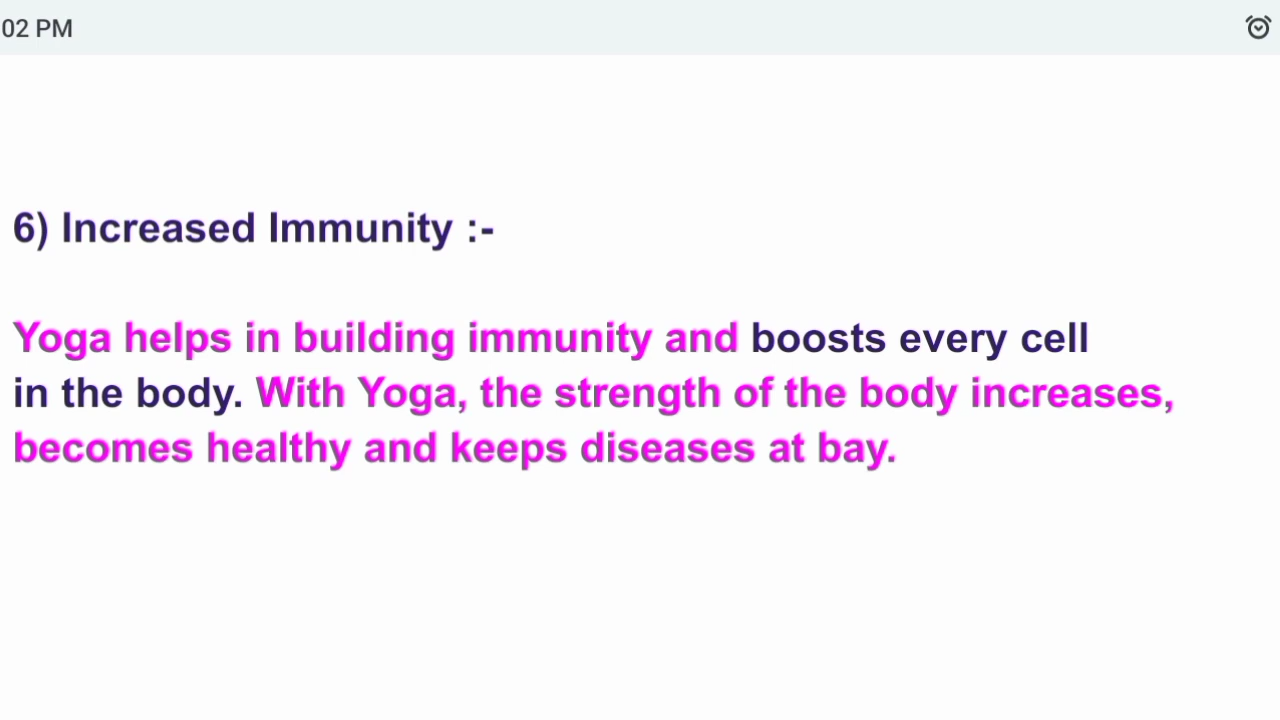 02 PM
6) Increased Immunity :-
Yoga helps in building immunity and boosts every cell
in the body. With Yoga, the strength of the body increases,
becomes healthy and keeps diseases at bay.